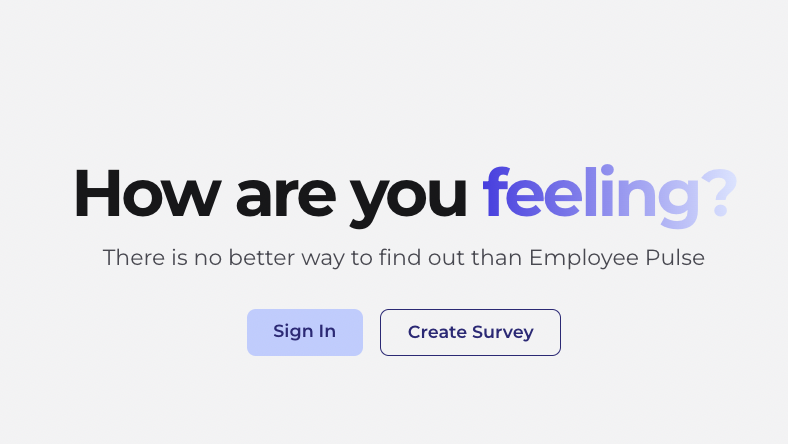 How are you feeling?
There is no better way to find out than Employee Pulse
Sign In
Create Survey